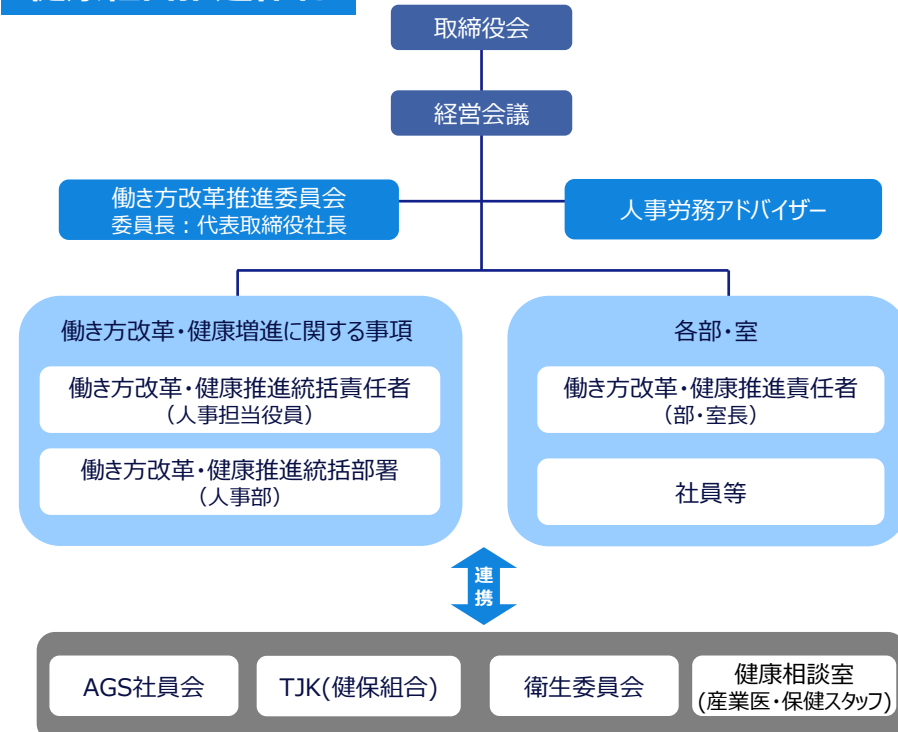 取締役会
経営会議
働き方改革推進委員会
委員長：代表取締役社長
人事労務アドバイザー
働き方改革・健康増進に関する事項
働き方改革・健康推進統括責任者
（人事担当役員）
働き方改革・健康推進統括部署
（人事部）
各部・室
働き方改革・健康推進責任者
（部・室長）
社員等
連
携
AGS社員会
TJK(健保組合)
衛生委員会
健康相談室
(産業医・保健スタッフ)